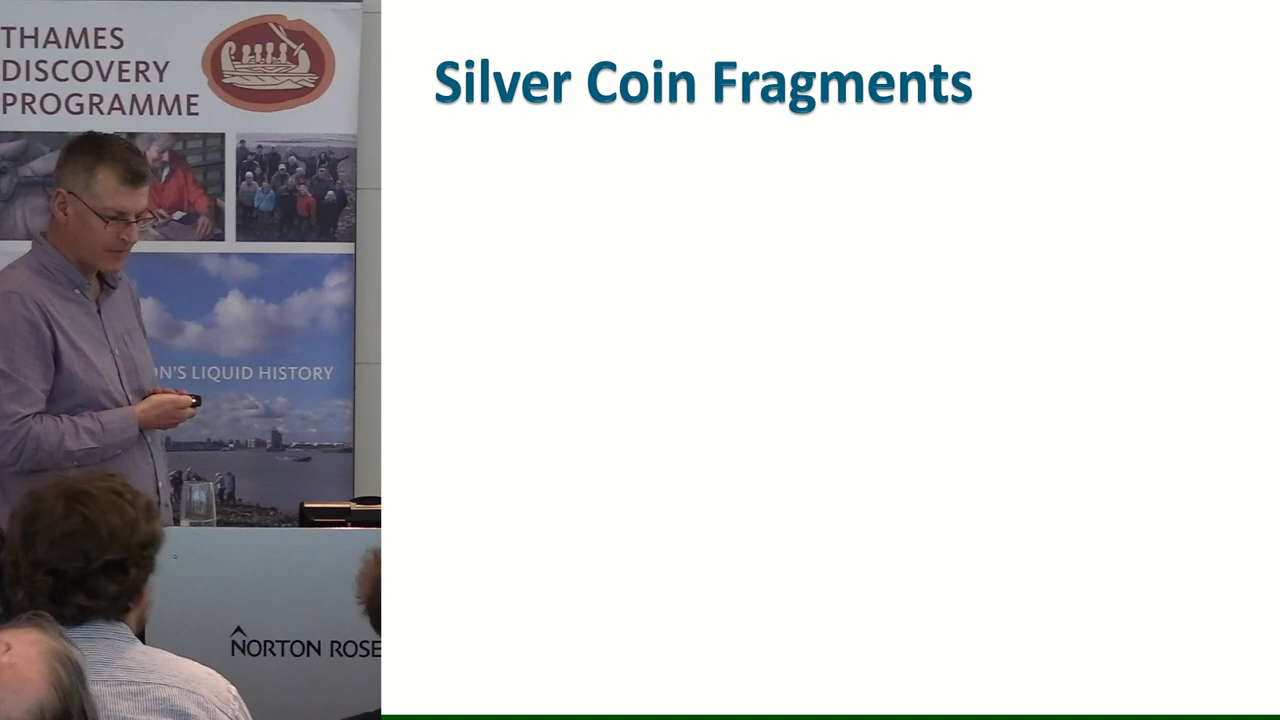 THAMES
DISCOVERY
PROGRAMME
Silver Coin Fragments
ON'S LIQUID HISTORY
NORTON ROSE